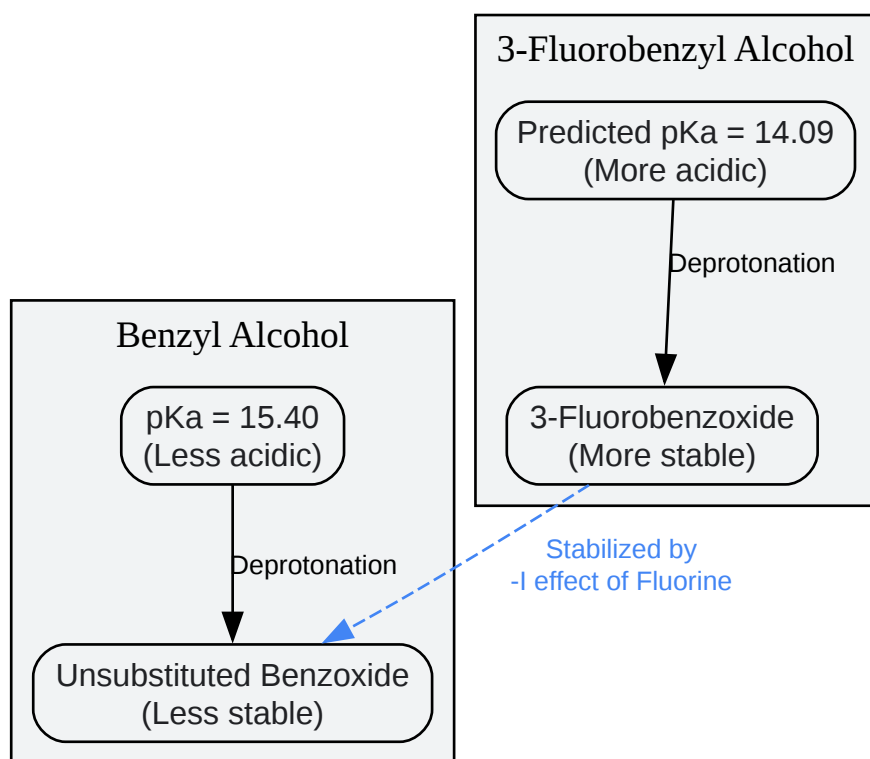 3-Fluorobenzyl Alcohol
Predicted pKa = 14.09
(More acidic)
Deprotonation
3-Fluorobenzoxide
(More stable)
Stabilized by
-I effect of Fluorine
Benzyl Alcohol
pKa = 15.40
(Less acidic)
Deprotonation
Unsubstituted Benzoxide
(Less stable)